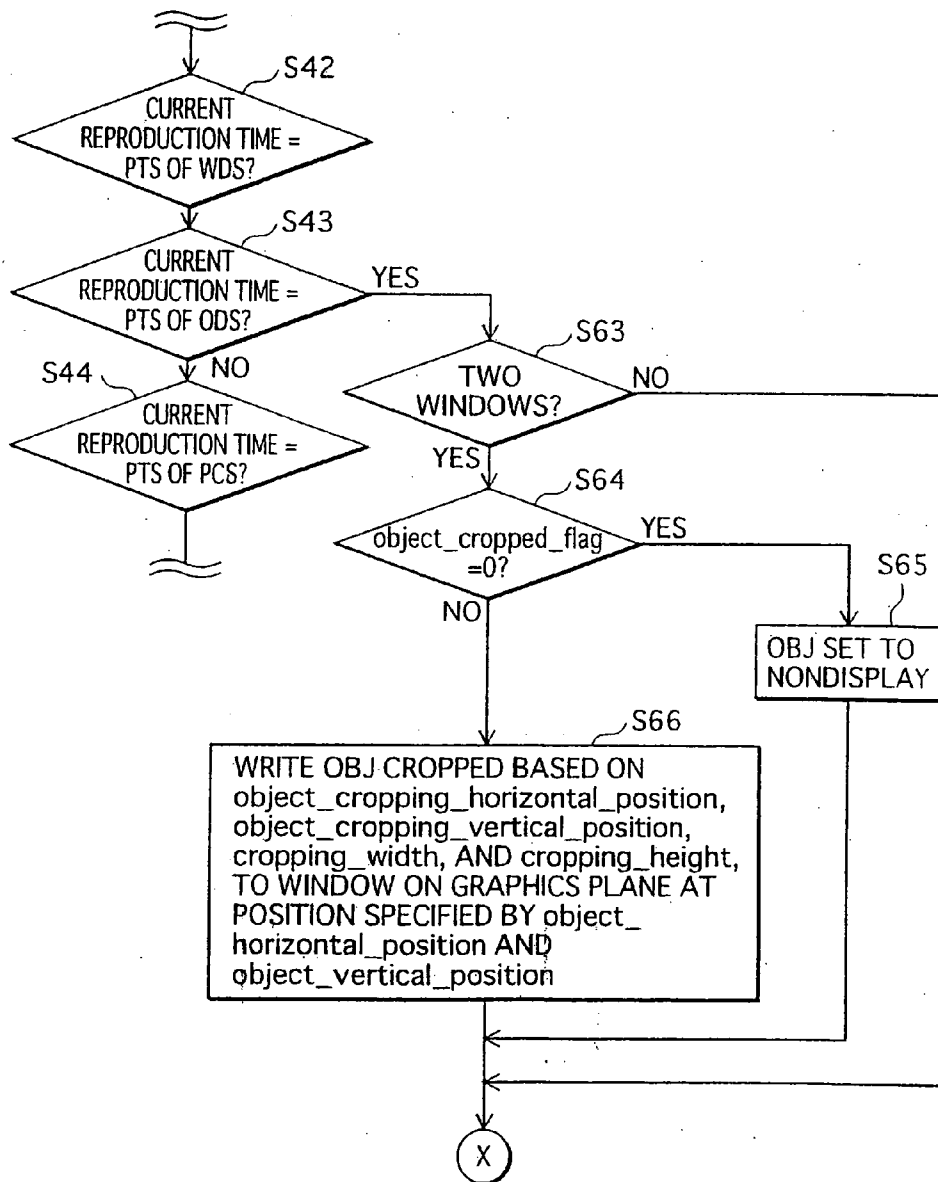 S42
CURRENT
REPRODUCTION TIME =
PTS OF WDS?
S43
CURRENT
REPRODUCTION TIME =
PTS OF ODS?
YES
NO
S44
CURRENT
REPRODUCTION TIME =
PTS OF PCS?
S63
TWO
WINDOWS?
NO
YES
S64
object_cropped_flag
=0?
YES
NO
S65
OBJ SET TO
NONDISPLAY
S66
WRITE OBJ CROPPED BASED ON
object_cropping_horizontal_position,
object_cropping_vertical_position,
cropping_width, AND cropping_height,
TO WINDOW ON GRAPHICS PLANE AT
POSITION SPECIFIED BY object_
horizontal_position AND
object_vertical_position
X